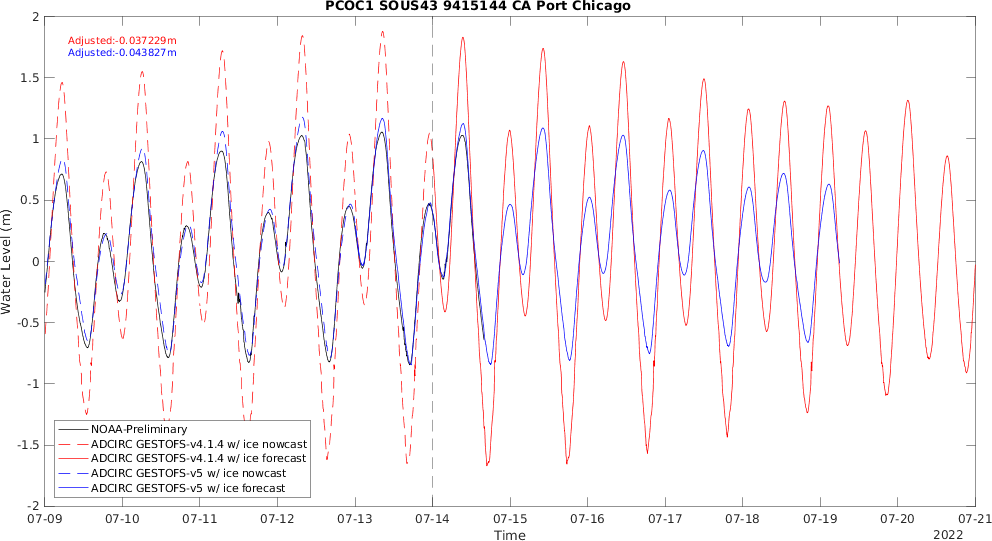 PCOC1 SOUS43 9415144 CA Port Chicago
Adjusted:-0.037229m
Adjusted:-0.043827m
2
1.5
1
0.5
0
-0.5
-1
-1.5
-2
Water Level (m)
NOAA-Preliminary
ADCIRC GESTOFS-v4.1.4 w/ ice nowcast
ADCIRC GESTOFS-v4.1.4 w/ ice forecast
ADCIRC GESTOFS-v5 w/ ice nowcast
ADCIRC GESTOFS-v5 w/ ice forecast
07-09 07-10 07-11 07-12 07-13 07-14 07-15 07-16 07-17 07-18 07-19 07-20 07-21
Time
2022